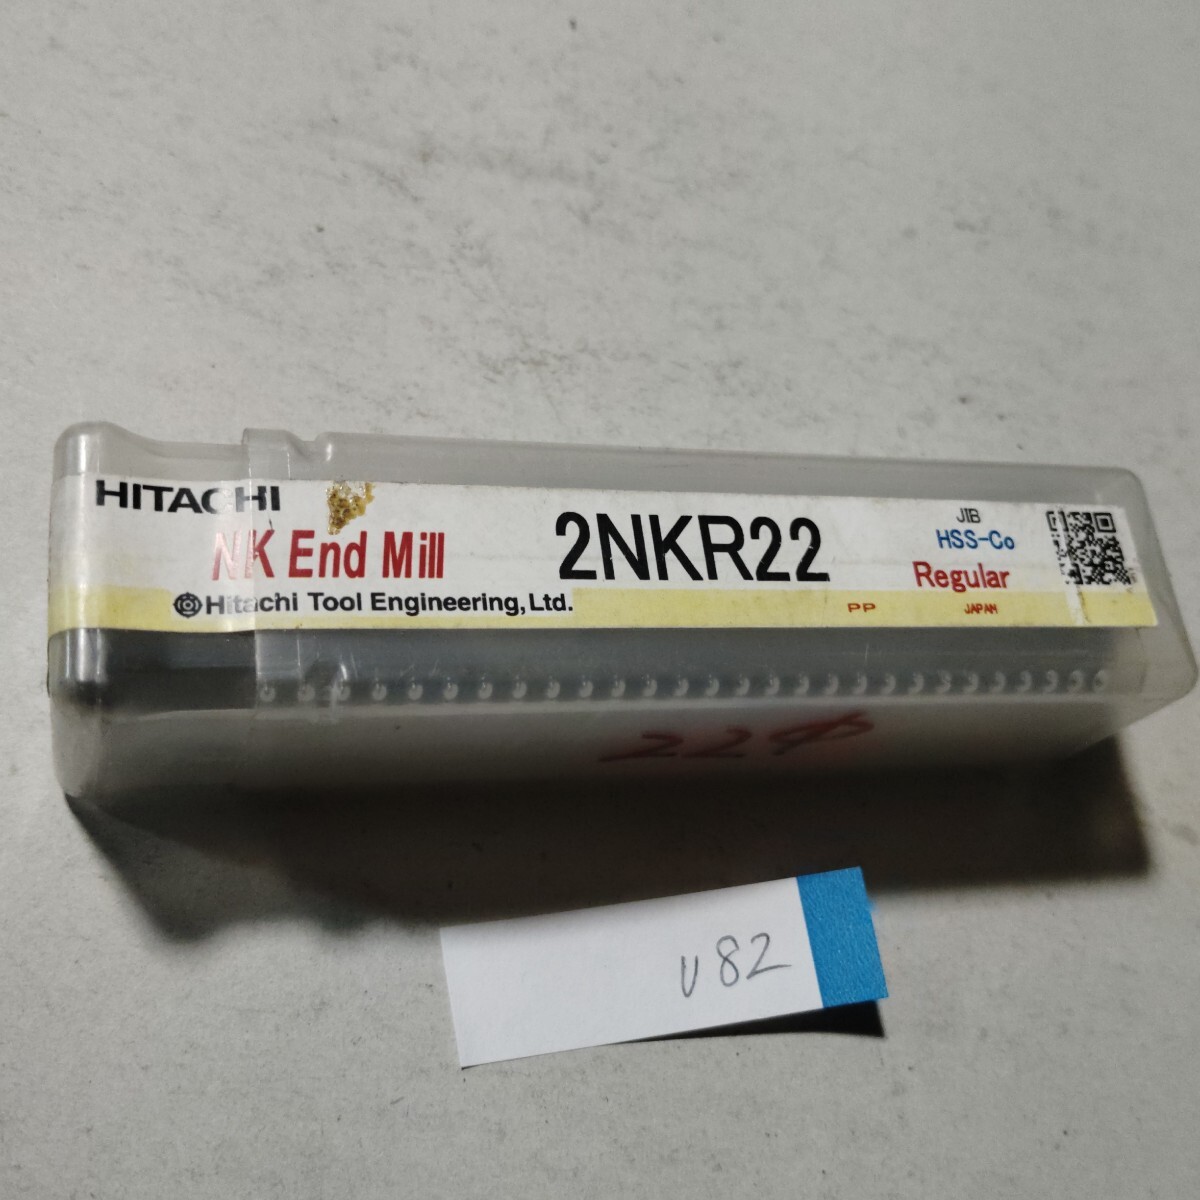 HITACHI
NK End Mill
Hitachi Tool Engineering, Ltd.
2NKR22
JIB
HSS-Co
Regular
PP JAPAN
22φ
U82